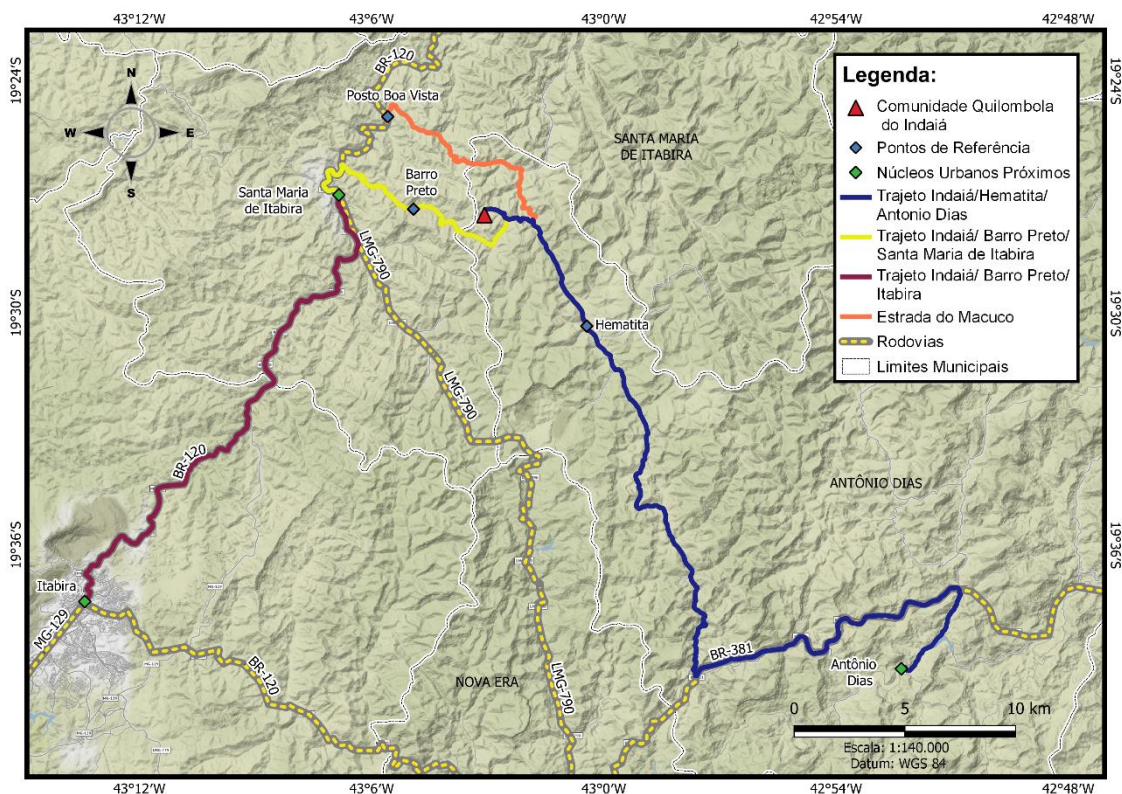 43°12'W
43°6'W
43°0'W
42°54'W
42°48'W
19°24'S
19°24'S
N
W
E
S
BR-120
Posto Boa Vista
SANTA MARIA
DE ITABIRA
Santa Maria
de Itabira
Barro
Preto
LMG-790
19°30'S
19°30'S
Hematita
LMG-790
BR-120
ANTÔNIO DIAS
19°36'S
19°36'S
Itabira
MG-129
BR-120
NOVA ERA
LMG-790
BR-381
Antônio
Dias
Legenda:
Comunidade Quilombola
do Indaiá
Pontos de Referência
Núcleos Urbanos Próximos
Trajeto Indaiá/Hematita/
Antonio Dias
Trajeto Indaiá/ Barro Preto/
Santa Maria de Itabira
Trajeto Indaiá/ Barro Preto/
Itabira
Estrada do Macuco
Rodovias
Limites Municipais
0 5 10 km
Escala: 1:140.000
Datum: WGS 84
43°12'W
43°6'W
43°0'W
42°54'W
42°48'W